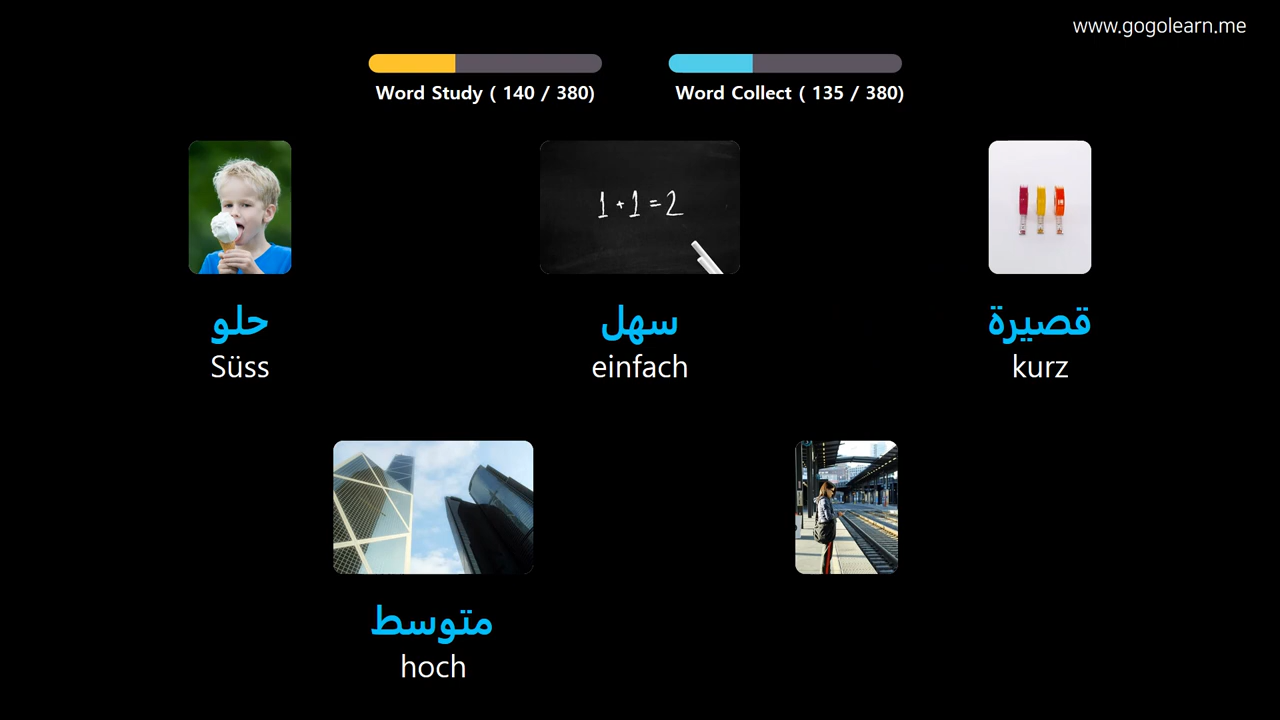 www.gogolearn.me
Word Study ( 140 / 380)
Word Collect ( 135 / 380)
1 + 1 = 2
حلو
Süss
سهل
einfach
قصيرة
kurz
متوسط
hoch